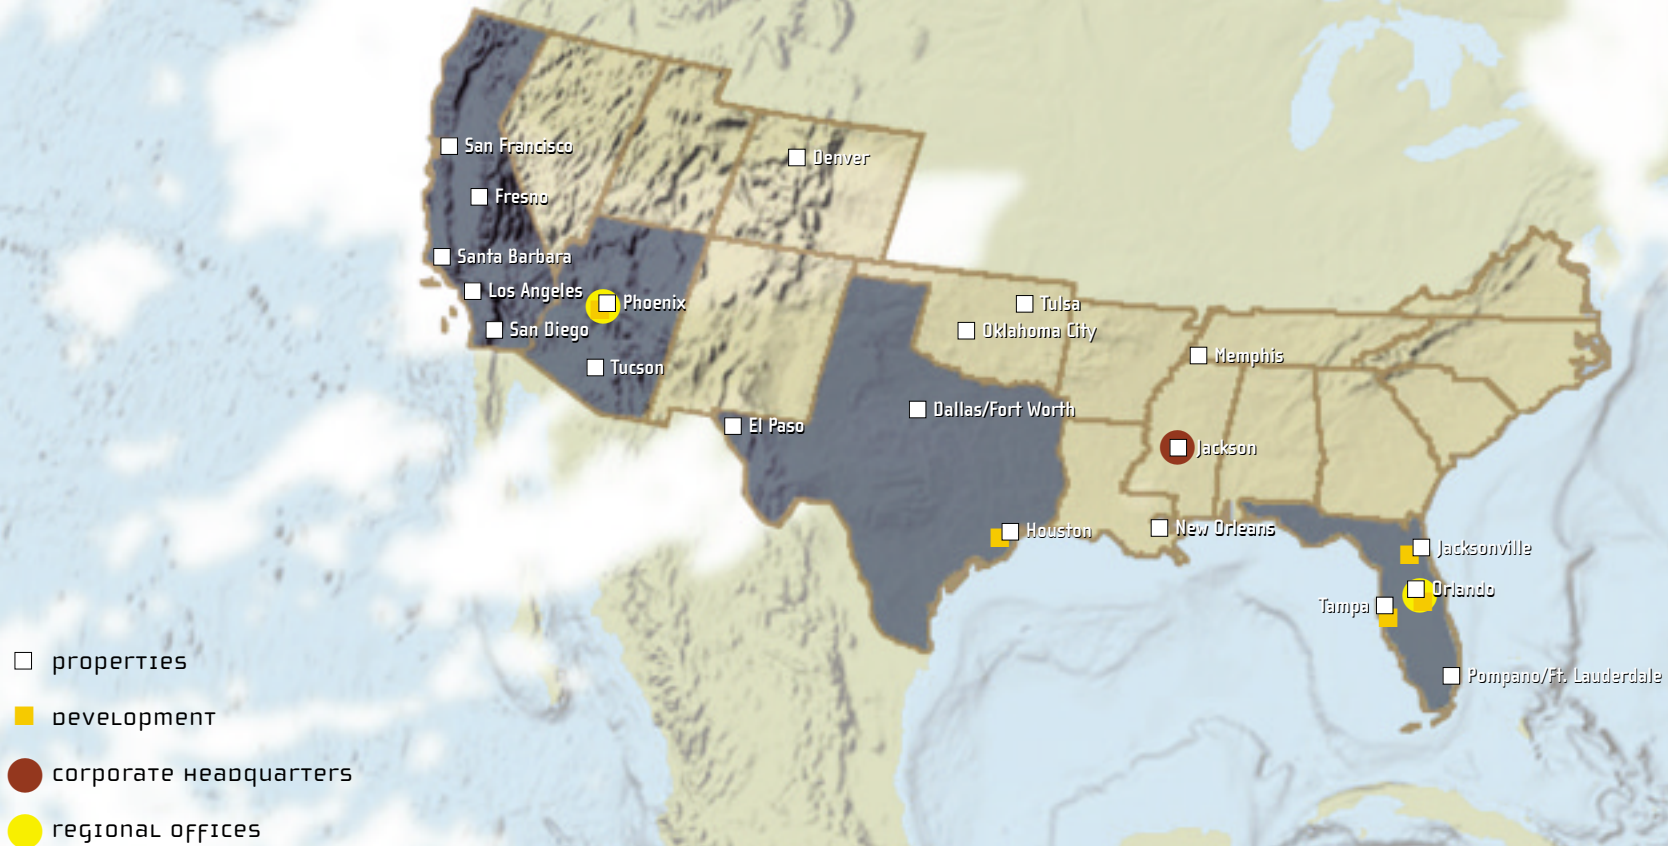 San Francisco
Denver
Fresno
Santa Barbara
Los Angeles
Phoenix
Tulsa
San Diego
Oklahoma City
Memphis
Tucson
Dallas/Fort Worth
El Paso
Jackson
New Orleans
Houston
Jacksonville
Orlando
Tampa
Pompano/Ft. Lauderdale
properties
development
corporate headquarters
regional offices